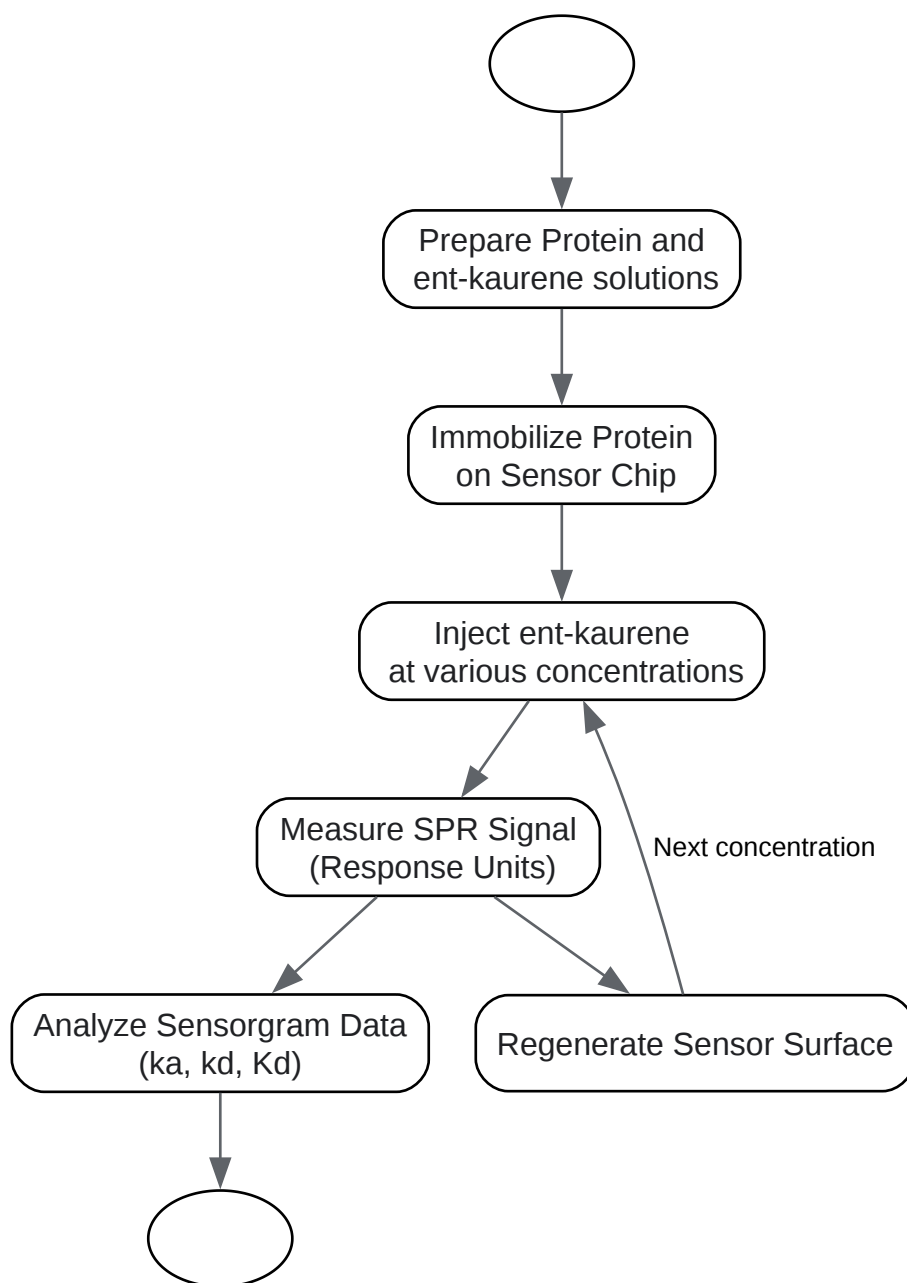 Prepare Protein and
ent-kaurene solutions
Immobilize Protein
on Sensor Chip
Inject ent-kaurene
at various concentrations
Measure SPR Signal
(Response Units)
Next concentration
Analyze Sensorgram Data
(ka, kd, Kd)
Regenerate Sensor Surface